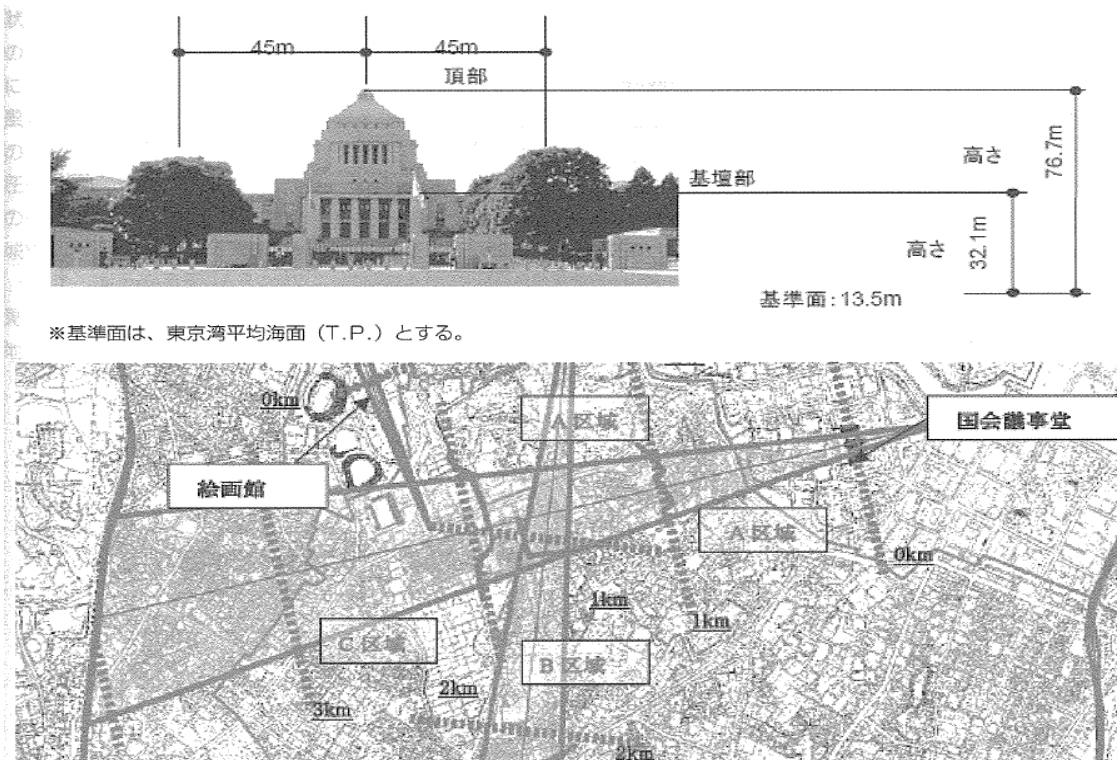 45m
45m
頂部
高さ
76.7m
基壇部
高さ
32.1m
基準面:13.5m
※基準面は、東京湾平均海面(T.P.)とする。
0km
A区域
国会議事堂
絵画館
A区域
0km
1km
1km
C区域
B区域
2km
3km
2km